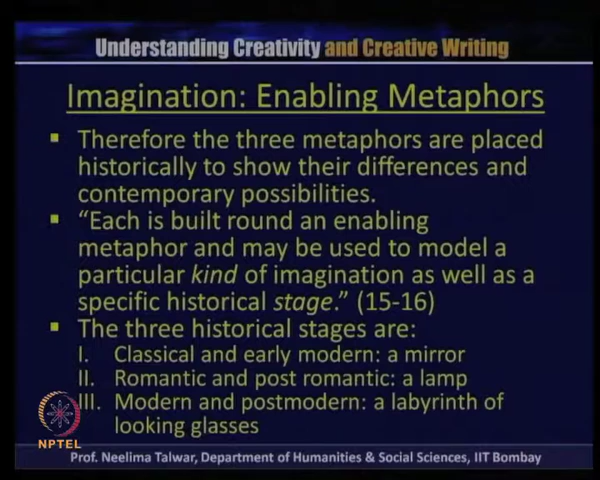 Understanding Creativity and Creative Writing
Imagination: Enabling Metaphors
▪ Therefore the three metaphors are placed
historically to show their differences and
contemporary possibilities.
▪ “Each is built round an enabling
metaphor and may be used to model a
particular kind of imagination as well as a
specific historical stage.” (15-16)
▪ The three historical stages are:
I. Classical and early modern: a mirror
II. Romantic and post romantic: a lamp
III. Modern and postmodern: a labyrinth of
looking glasses
NPTEL
Prof. Neelima Talwar, Department of Humanities & Social Sciences, IIT Bombay